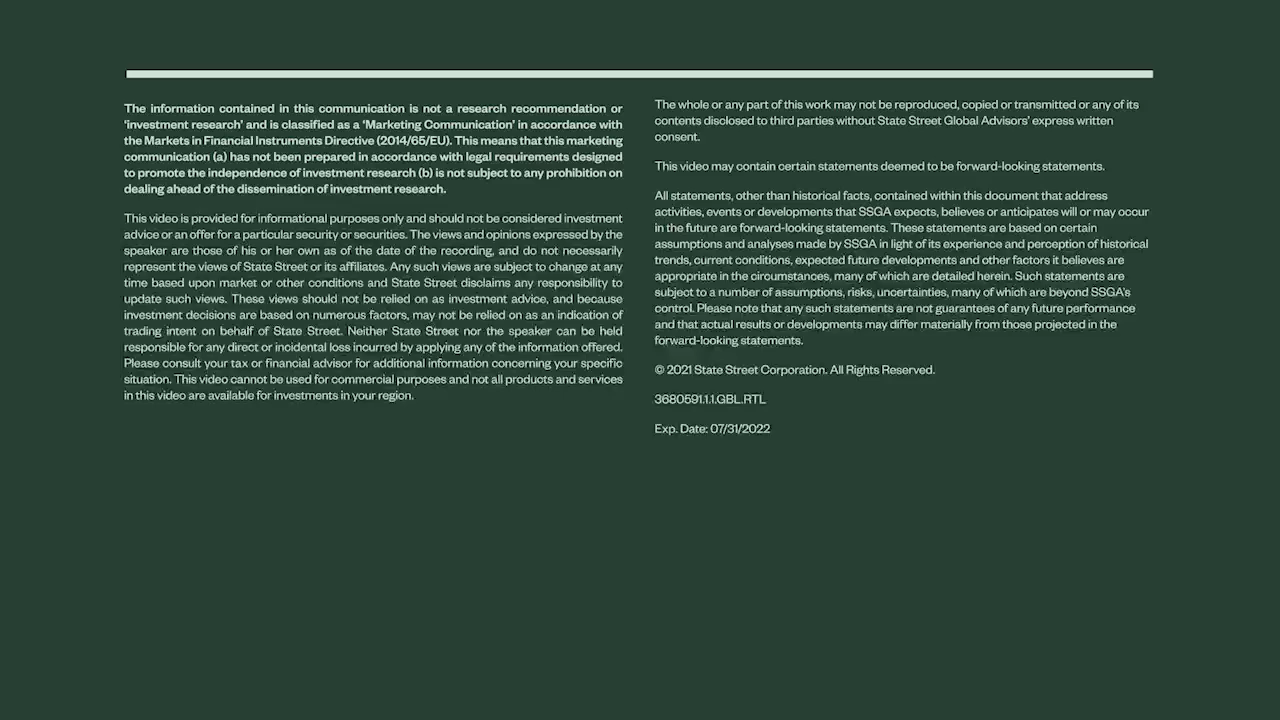 The information contained in this communication is not a research recommendation or
'investment research' and is classified as a 'Marketing Communication' in accordance with
the Markets in Financial Instruments Directive (2014/65/EU). This means that this marketing
communication (a) has not been prepared in accordance with legal requirements designed
to promote the independence of investment research (b) is not subject to any prohibition on
dealing ahead of the dissemination of investment research.
This video is provided for informational purposes only and should not be considered investment
advice or an offer for a particular security or securities. The views and opinions expressed by the
speaker are those of his or her own as of the date of the recording, and do not necessarily
represent the views of State Street or its affiliates. Any such views are subject to change at any
time based upon market or other conditions and State Street disclaims any responsibility to
update such views. These views should not be relied on as investment advice, and because
investment decisions are based on numerous factors, may not be relied on as an indication of
trading intent on behalf of State Street. Neither State Street nor the speaker can be held
responsible for any direct or incidental loss incurred by applying any of the information offered.
Please consult your tax or financial advisor for additional information concerning your specific
situation. This video cannot be used for commercial purposes and not all products and services
in this video are available for investments in your region.
The whole or any part of this work may not be reproduced, copied or transmitted or any of its
contents disclosed to third parties without State Street Global Advisors' express written
consent.
This video may contain certain statements deemed to be forward-looking statements.
All statements, other than historical facts, contained within this document that address
activities, events or developments that SSGA expects, believes or anticipates will or may occur
in the future are forward-looking statements. These statements are based on certain
assumptions and analyses made by SSGA in light of its experience and perception of historical
trends, current conditions, expected future developments and other factors it believes are
appropriate in the circumstances, many of which are detailed herein. Such statements are
subject to a number of assumptions, risks, uncertainties, many of which are beyond SSGA's
control. Please note that any such statements are not guarantees of any future performance
and that actual results or developments may differ materially from those projected in the
forward-looking statements.
© 2021 State Street Corporation. All Rights Reserved.
3680591.1.1.GBL.RTL
Exp. Date: 07/31/2022